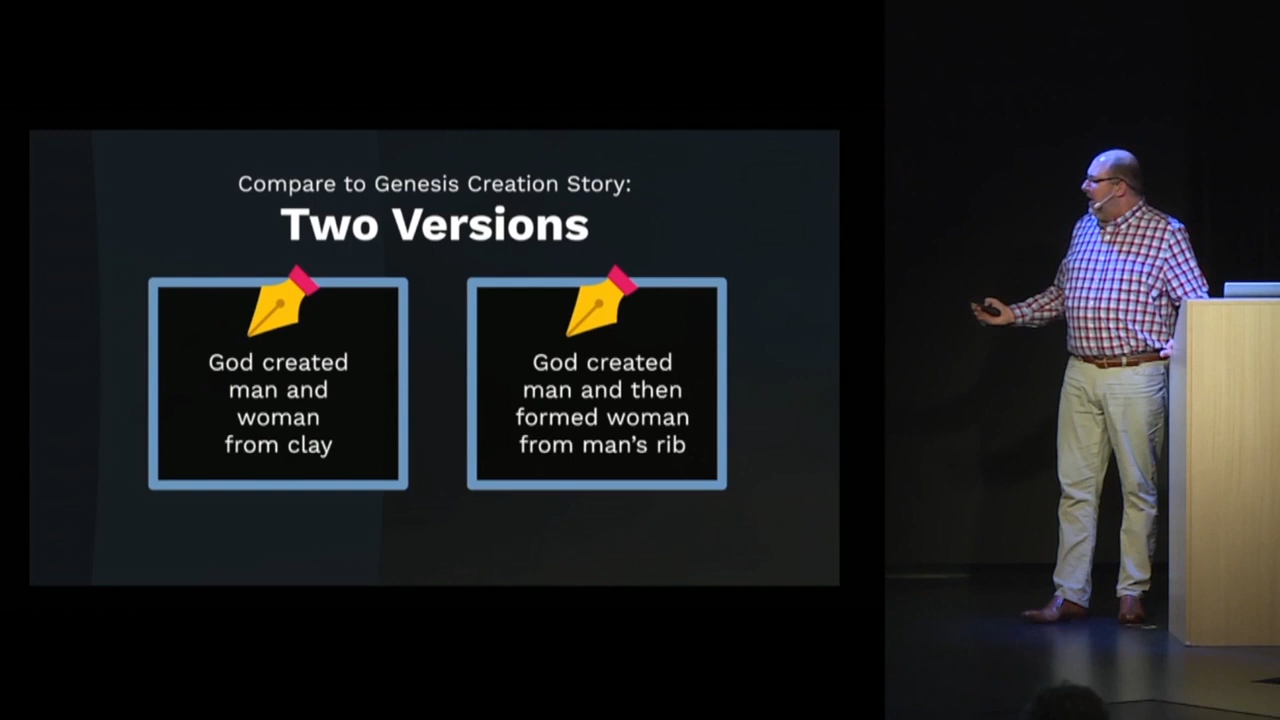 Compare to Genesis Creation Story:
Two Versions
God created
man and
woman
from clay
God created
man and then
formed woman
from man's rib